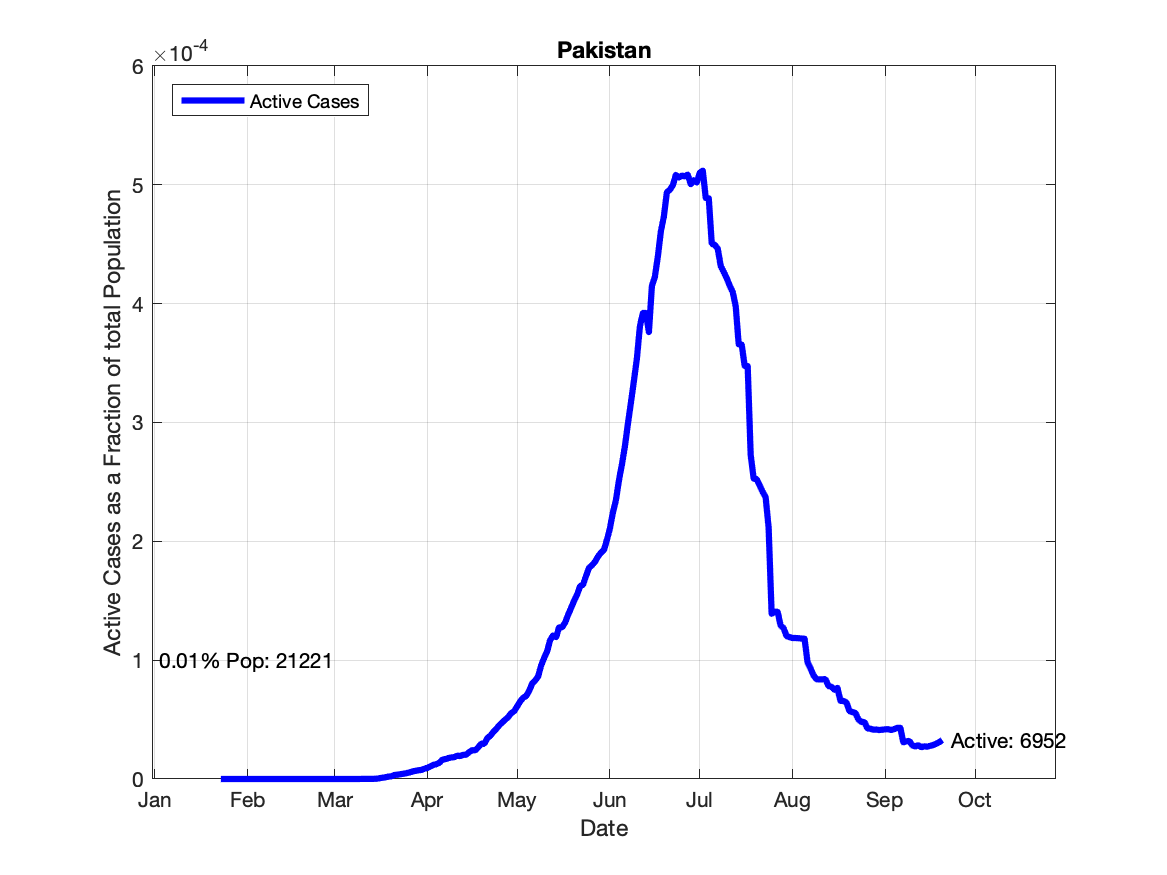 Pakistan
×10-4
Active Cases
6
5
4
3
2
1
0
0.01% Pop: 21221
Active: 6952
Jan Feb Mar Apr May Jun Jul Aug Sep Oct
Date
Active Cases as a Fraction of total Population